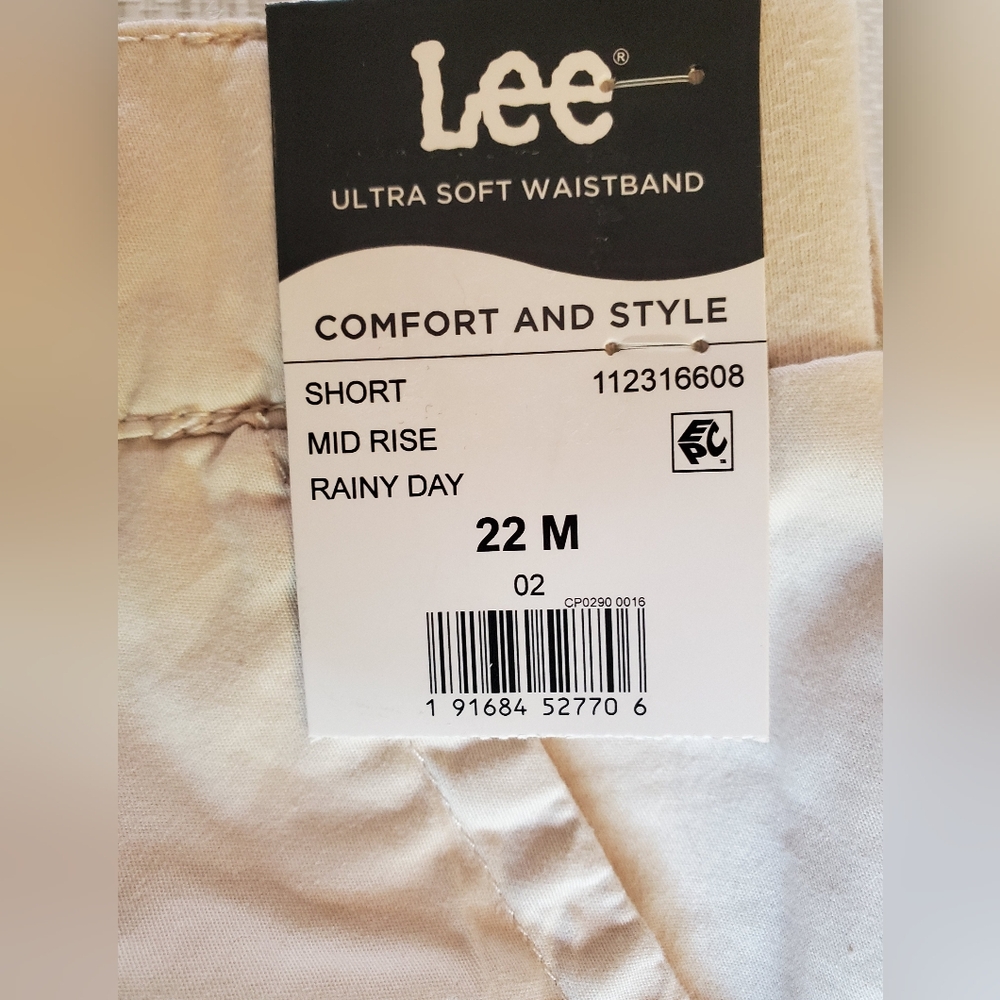 Lee®
ULTRA SOFT WAISTBAND
COMFORT AND STYLE
SHORT 112316608
MID RISE
EPC™
RAINY DAY
22 M
02
CP0290 0016
1 91684 52770 6